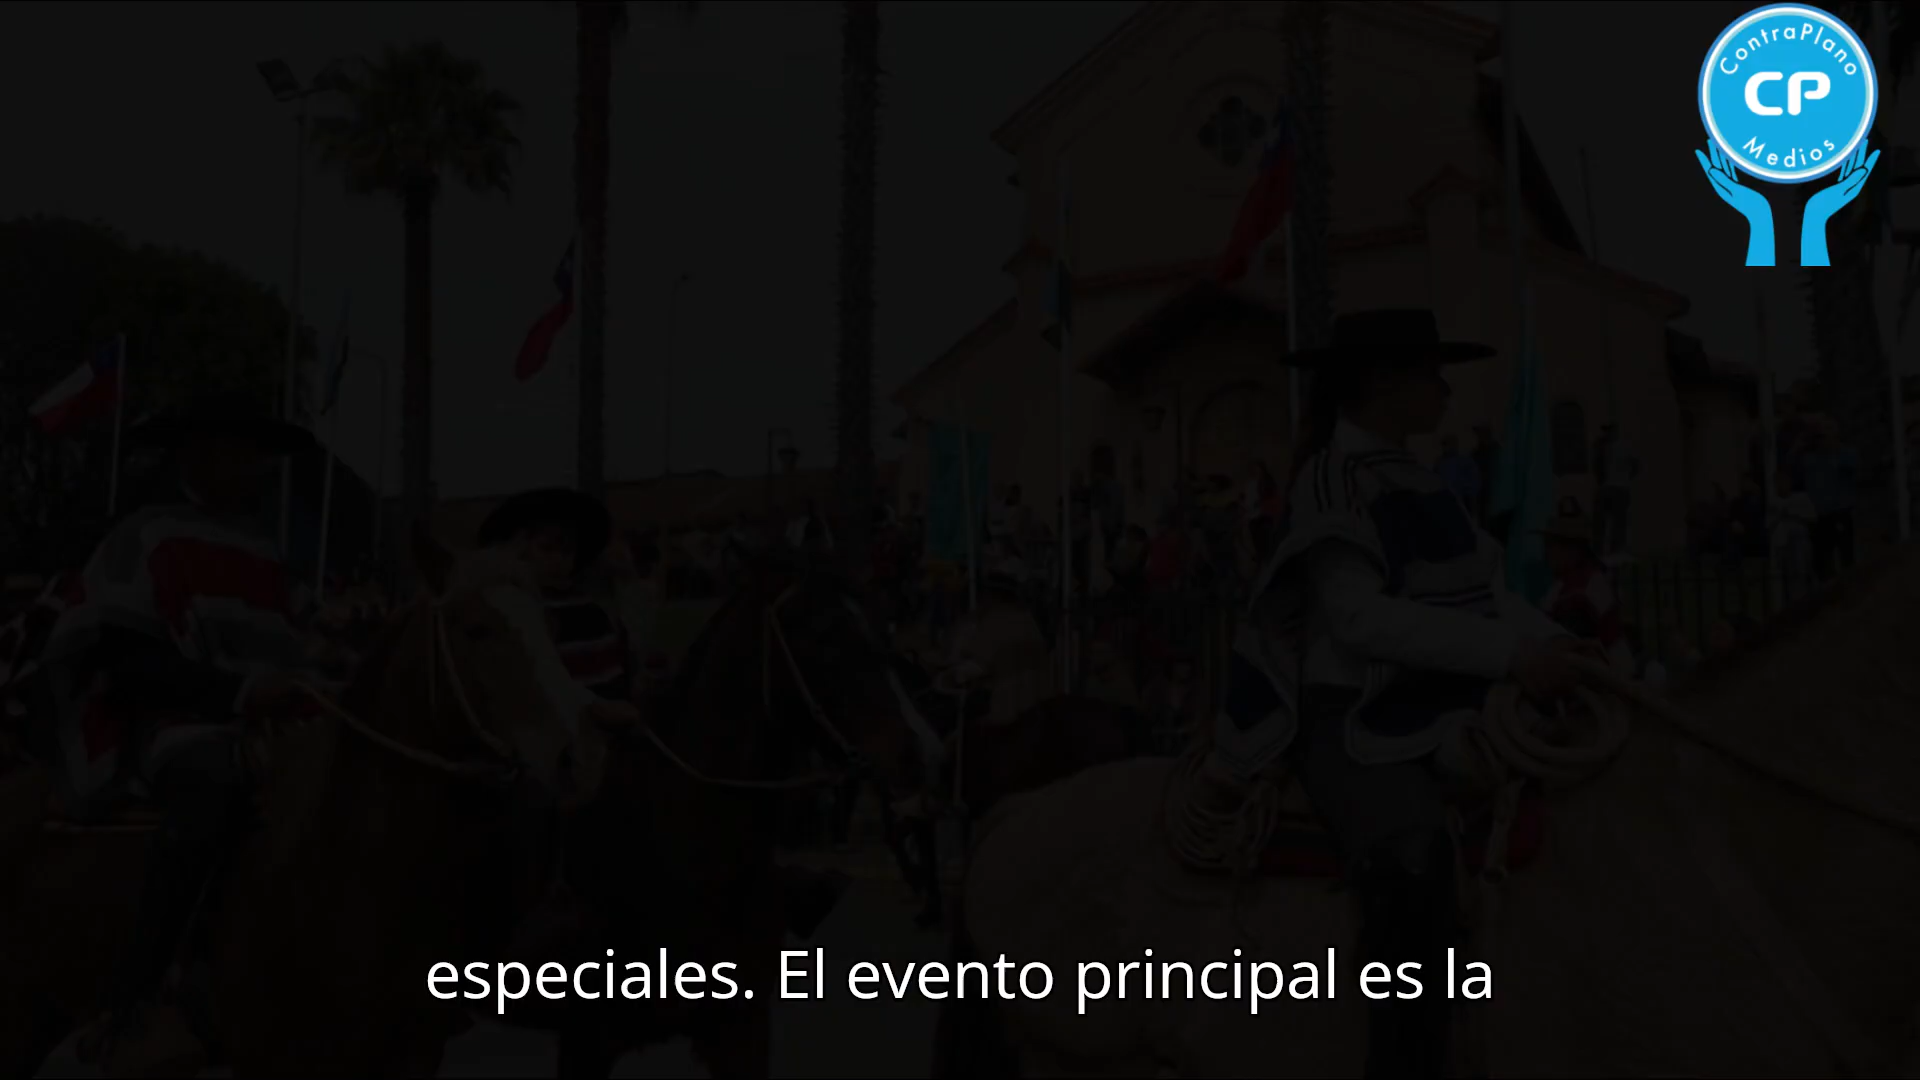 ContraPlano
CP
Medios
especiales. El evento principal es la